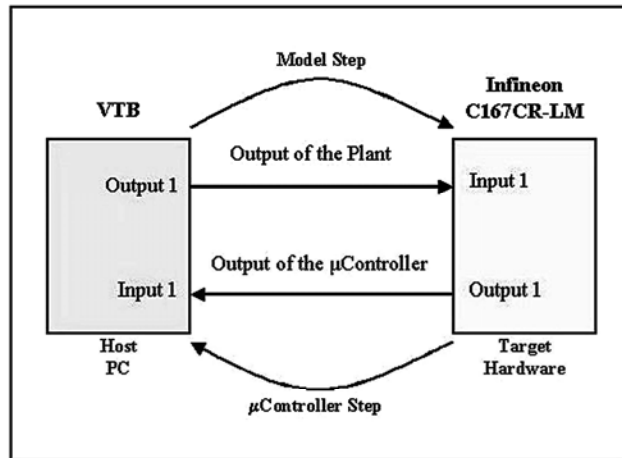 Model Step
Infineon
C167CR-LM
VTB
Output of the Plant
Output 1
Input 1
Output of the μController
Input 1
Output 1
Host
PC
Target
Hardware
μController Step